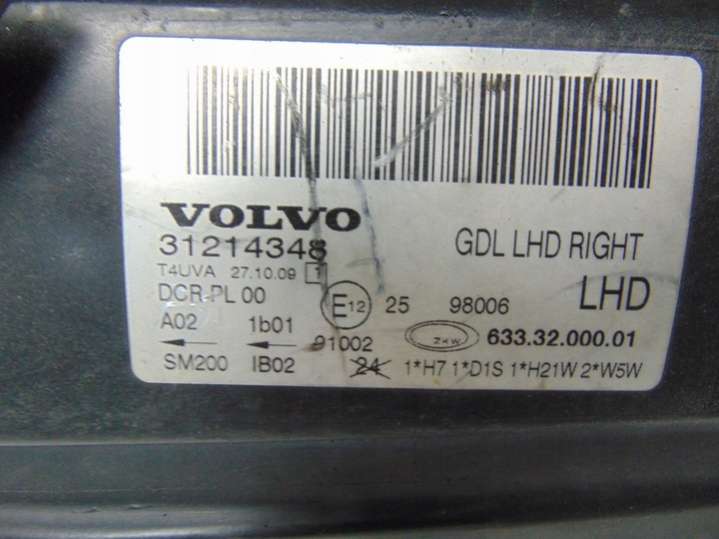 VOLVO
31214348
GDL LHD RIGHT
T4UVA 27.10.09 1
DCR-PL 00
E12 25 98006
LHD
A02 1b01 91002
ZKW 633.32.000.01
SM200 IB02 24 1*H7 1*D1S 1*H21W 2*W5W